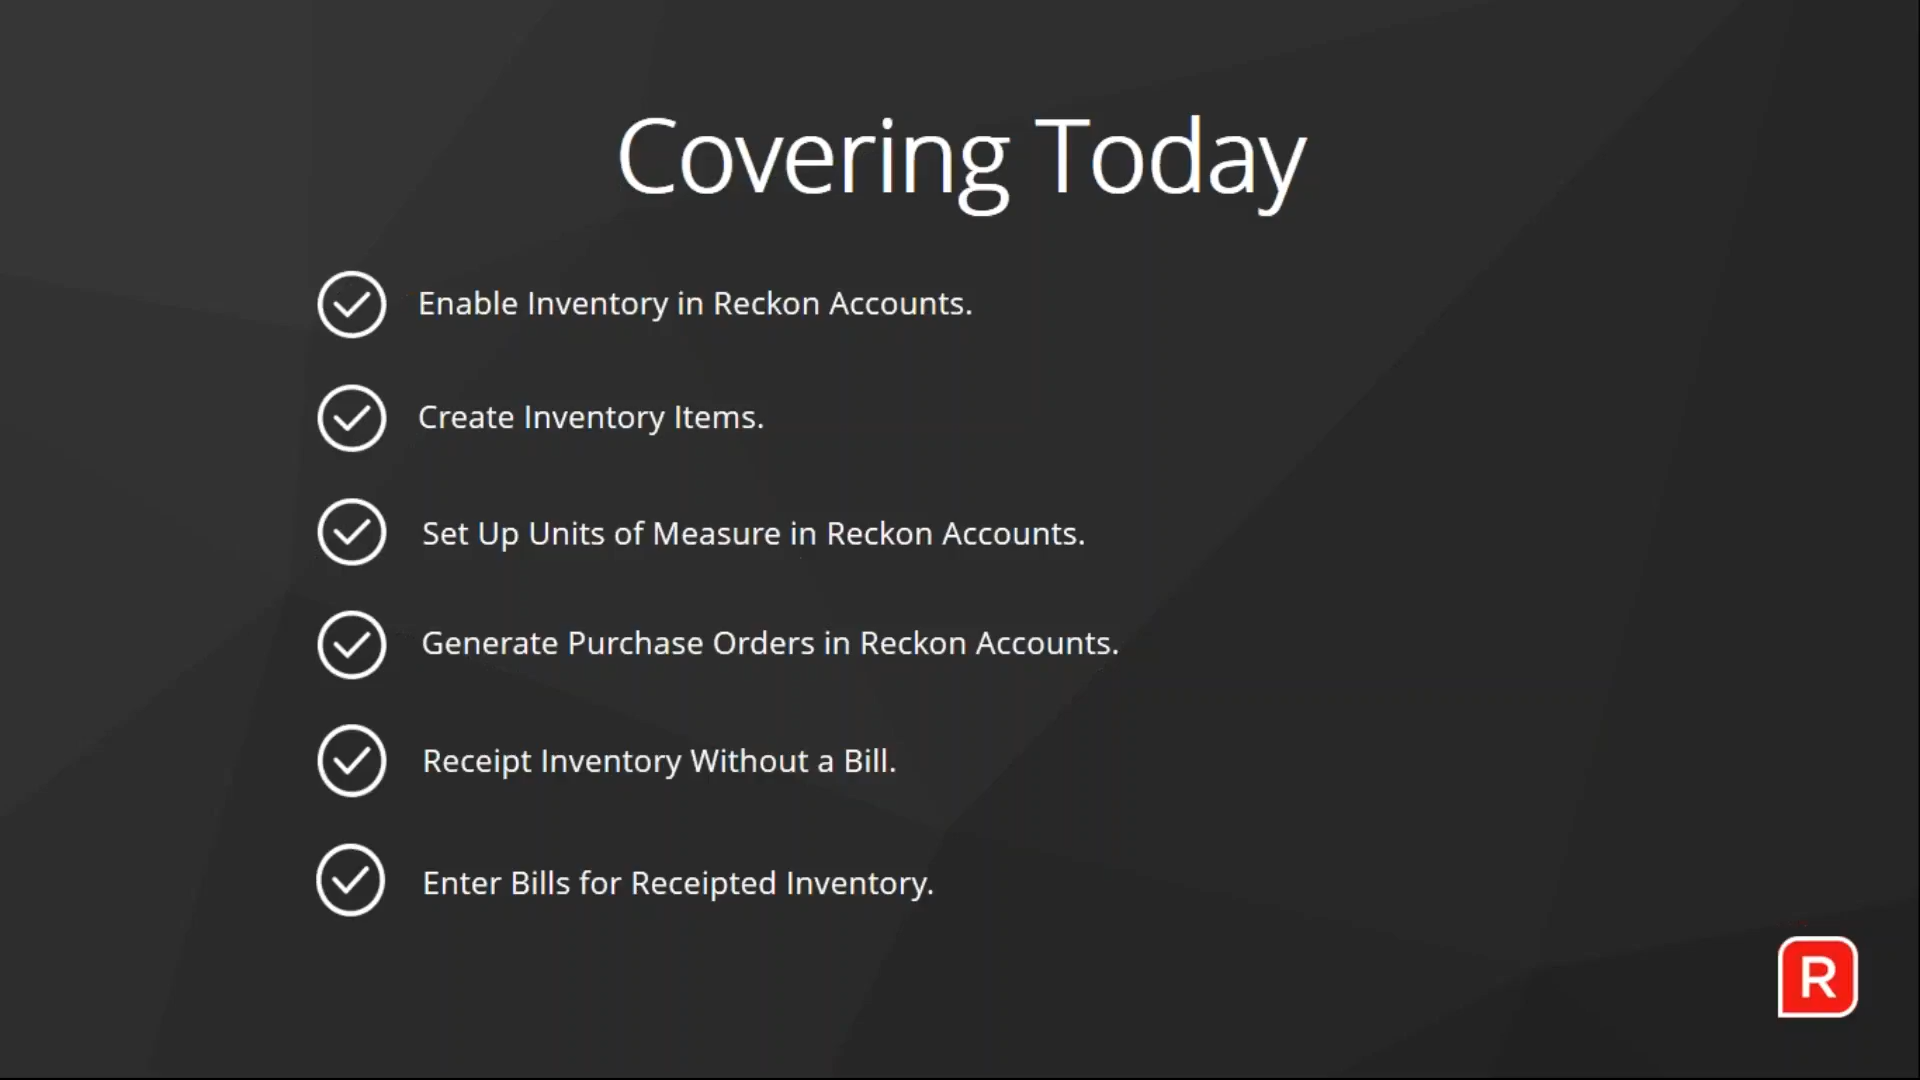 Covering Today
Enable Inventory in Reckon Accounts.
Create Inventory Items.
Set Up Units of Measure in Reckon Accounts.
Generate Purchase Orders in Reckon Accounts.
Receipt Inventory Without a Bill.
Enter Bills for Receipted Inventory.
R